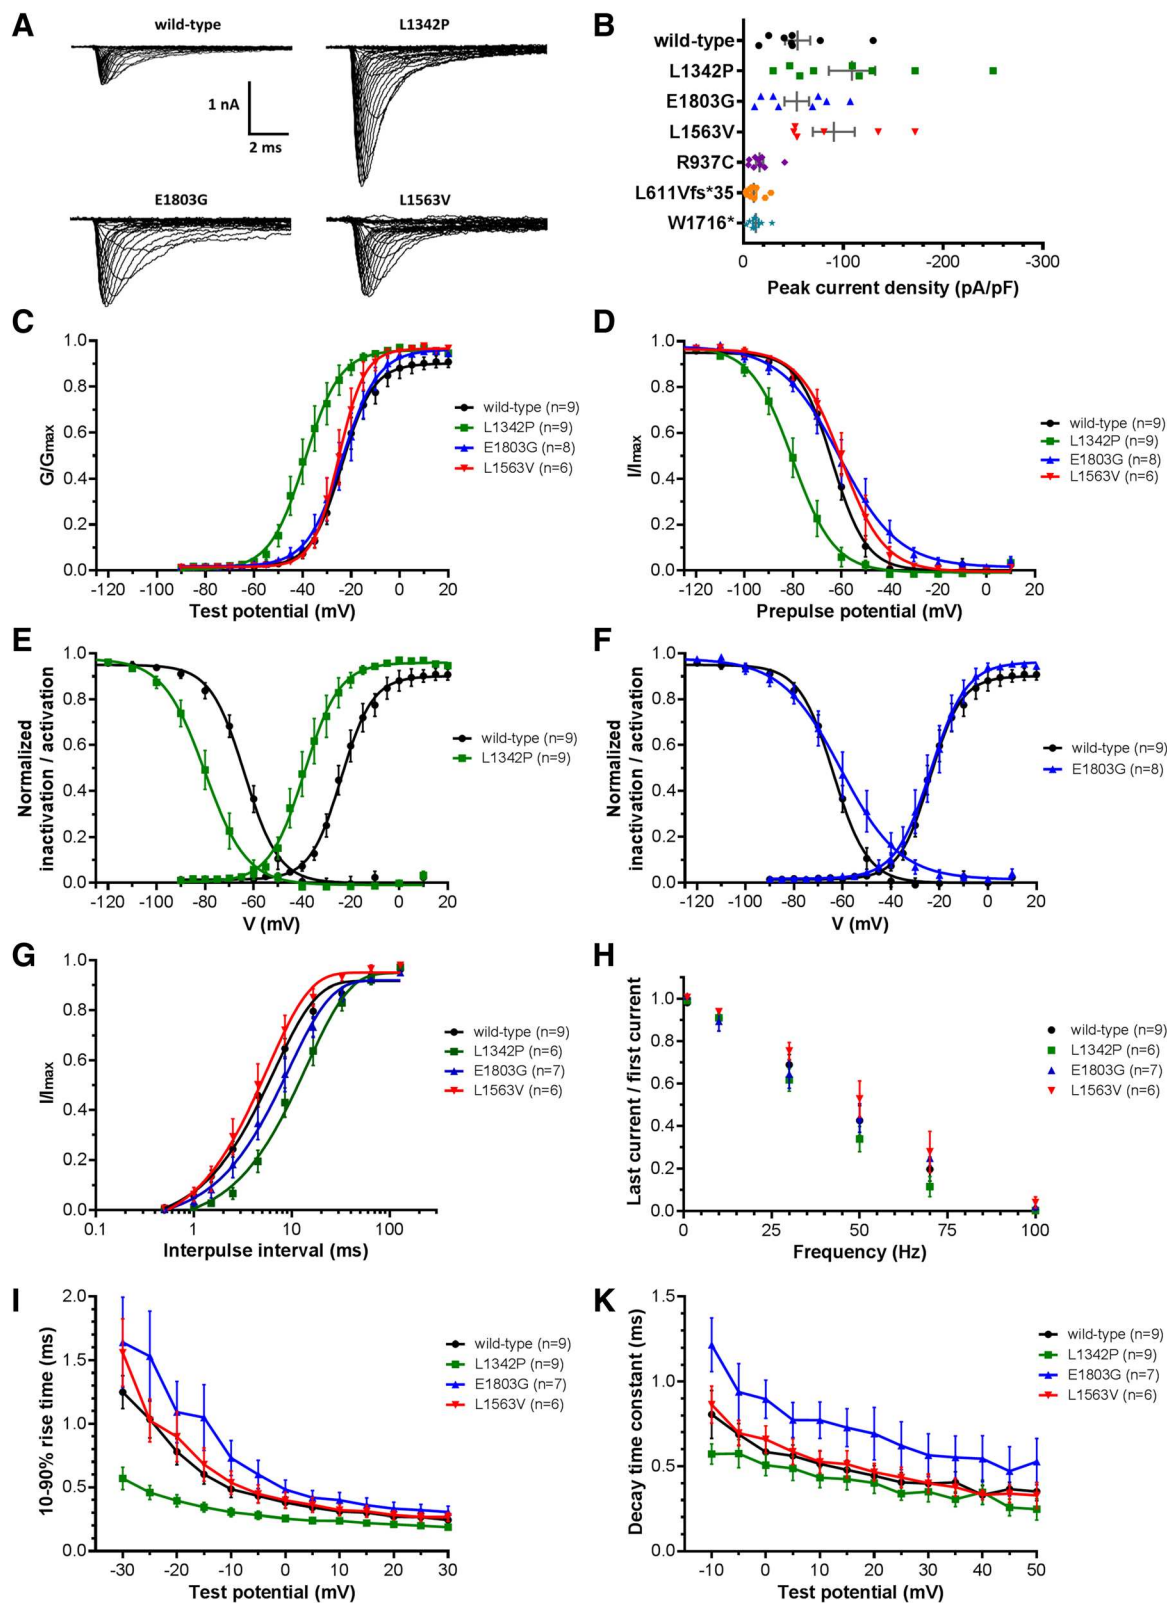 A
wild-type
L1342P
1 nA
2 ms
E1803G
L1563V
B
wild-type
L1342P
E1803G
L1563V
R937C
L611Vfs*35
W1716*
0 -100 -200 -300
Peak current density (pA/pF)
C
G/Gmax
1.0
0.8
0.6
0.4
0.2
0.0
-120 -100 -80 -60 -40 -20 0 20
Test potential (mV)
wild-type (n=9)
L1342P (n=9)
E1803G (n=8)
L1563V (n=6)
D
I/Imax
1.0
0.8
0.6
0.4
0.2
0.0
-120 -100 -80 -60 -40 -20 0 20
Prepulse potential (mV)
wild-type (n=9)
L1342P (n=9)
E1803G (n=8)
L1563V (n=6)
E
Normalized
inactivation / activation
1.0
0.8
0.6
0.4
0.2
0.0
-120 -100 -80 -60 -40 -20 0 20
V (mV)
wild-type (n=9)
L1342P (n=9)
F
Normalized
inactivation / activation
1.0
0.8
0.6
0.4
0.2
0.0
-120 -100 -80 -60 -40 -20 0 20
V (mV)
wild-type (n=9)
E1803G (n=8)
G
I/Imax
1.0
0.8
0.6
0.4
0.2
0.0
0.1 1 10 100
Interpulse interval (ms)
wild-type (n=9)
L1342P (n=6)
E1803G (n=7)
L1563V (n=6)
H
Last current / first current
1.0
0.8
0.6
0.4
0.2
0.0
0 25 50 75 100
Frequency (Hz)
wild-type (n=9)
L1342P (n=6)
E1803G (n=7)
L1563V (n=6)
I
10-90% rise time (ms)
2.0
1.5
1.0
0.5
0.0
-30 -20 -10 0 10 20 30
Test potential (mV)
wild-type (n=9)
L1342P (n=9)
E1803G (n=7)
L1563V (n=6)
K
Decay time constant (ms)
1.5
1.0
0.5
0.0
-10 0 10 20 30 40 50
Test potential (mV)
wild-type (n=9)
L1342P (n=9)
E1803G (n=7)
L1563V (n=6)